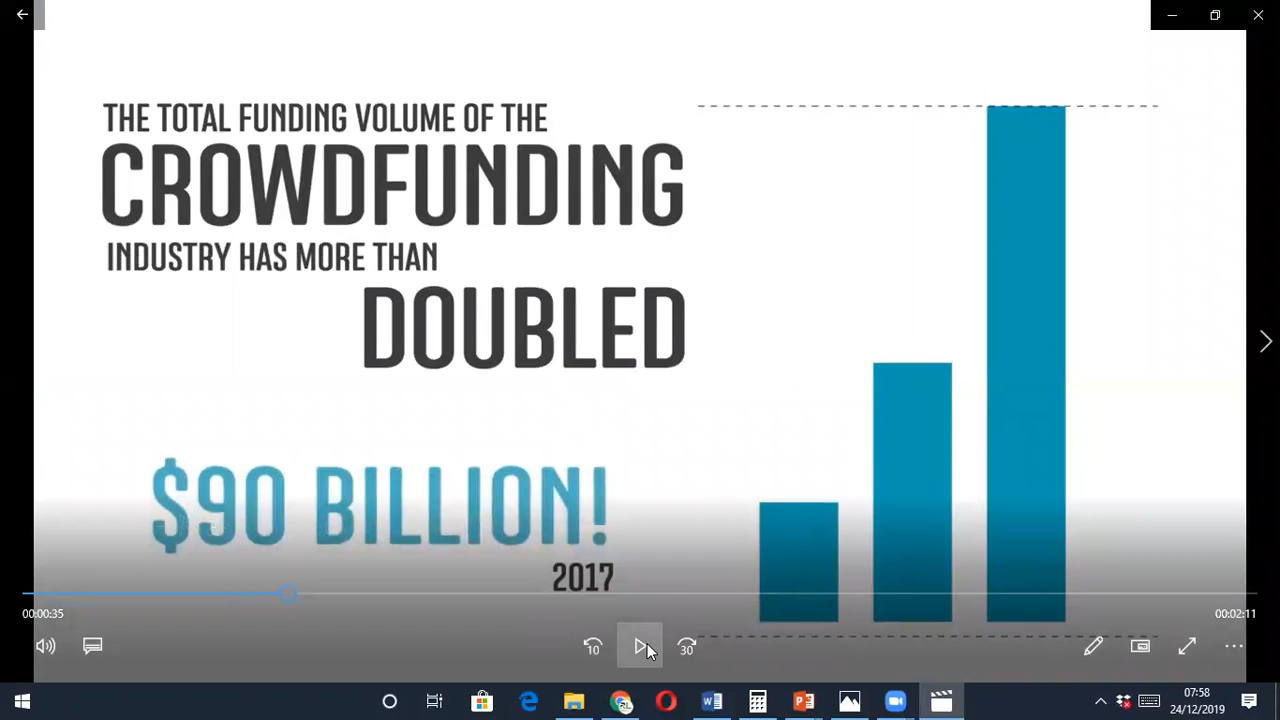 THE TOTAL FUNDING VOLUME OF THE
CROWDFUNDING
INDUSTRY HAS MORE THAN
DOUBLED
$90 BILLION!
2017
00:00:35
00:02:11
10
30
07:58
24/12/2019